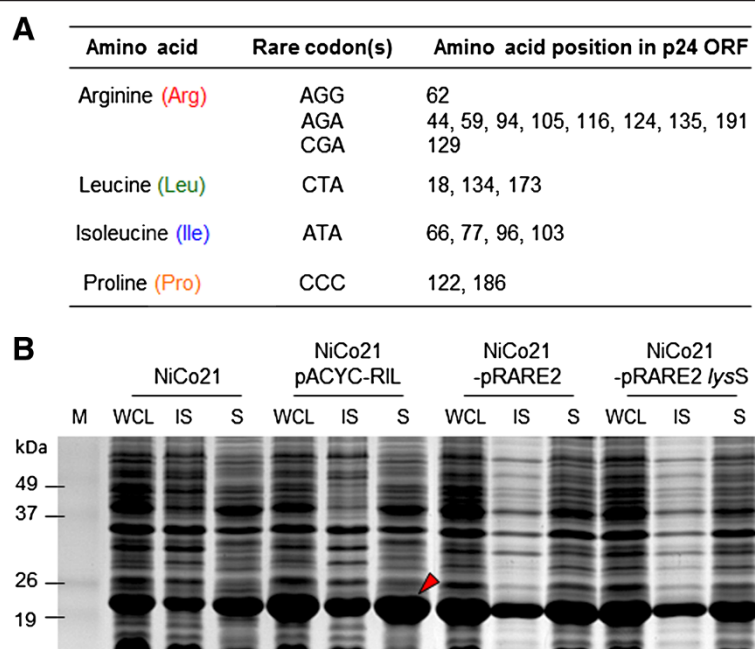 A
Amino acid Rare codon(s) Amino acid position in p24 ORF
Arginine (Arg) AGG 62
AGA 44, 59, 94, 105, 116, 124, 135, 191
CGA 129
Leucine (Leu) CTA 18, 134, 173
Isoleucine (Ile) ATA 66, 77, 96, 103
Proline (Pro) CCC 122, 186
B
NiCo21 NiCo21 NiCo21 NiCo21
pACYC-RIL -pRARE2 -pRARE2 lysS
M WCL IS S WCL IS S WCL IS S WCL IS S
kDa
49
37
26
19